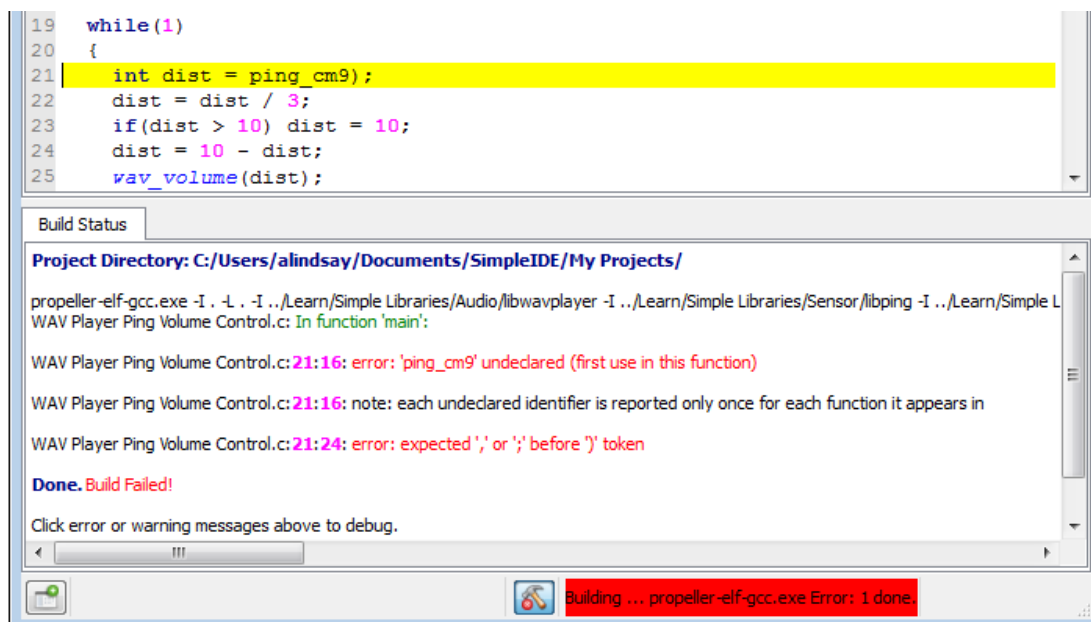 19 while(1)
20 {
21 int dist = ping_cm9);
22 dist = dist / 3;
23 if(dist > 10) dist = 10;
24 dist = 10 - dist;
25 wav_volume(dist);
Build Status
Project Directory: C:/Users/alindsay/Documents/SimpleIDE/My Projects/
propeller-elf-gcc.exe -I . -L . -I ../Learn/Simple Libraries/Audio/libwavplayer -I ../Learn/Simple Libraries/Sensor/libping -I ../Learn/Simple L
WAV Player Ping Volume Control.c: In function 'main':
WAV Player Ping Volume Control.c:21:16: error: 'ping_cm9' undeclared (first use in this function)
WAV Player Ping Volume Control.c:21:16: note: each undeclared identifier is reported only once for each function it appears in
WAV Player Ping Volume Control.c:21:24: error: expected ',' or ';' before ')' token
Done. Build Failed!
Click error or warning messages above to debug.
Building ... propeller-elf-gcc.exe Error: 1 done.